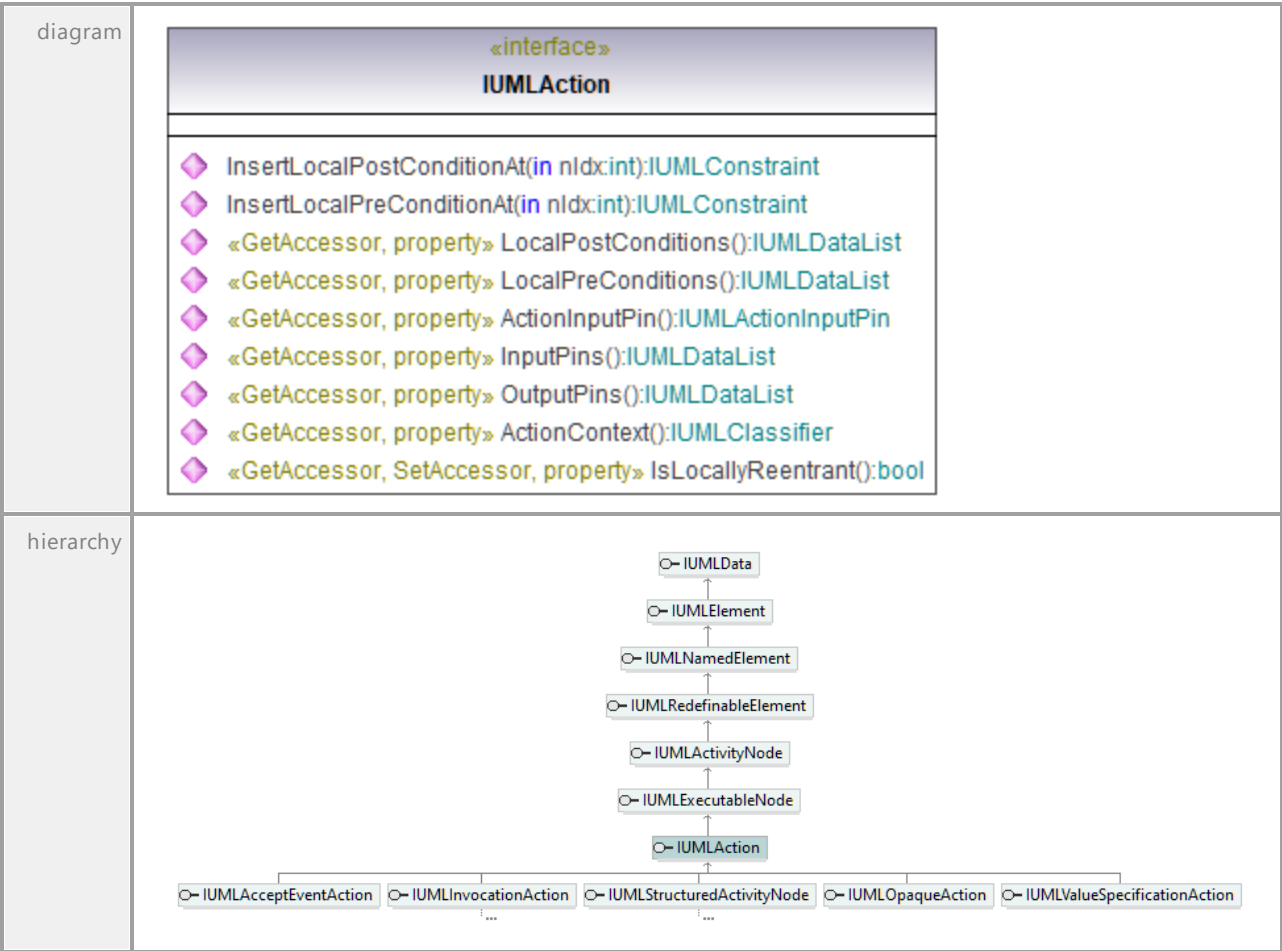 diagram
«interface»
IUMLAction
InsertLocalPostConditionAt(in nIdx:int):IUMLConstraint
InsertLocalPreConditionAt(in nIdx:int):IUMLConstraint
«GetAccessor, property» LocalPostConditions():IUMLDataList
«GetAccessor, property» LocalPreConditions():IUMLDataList
«GetAccessor, property» ActionInputPin():IUMLActionInputPin
«GetAccessor, property» InputPins():IUMLDataList
«GetAccessor, property» OutputPins():IUMLDataList
«GetAccessor, property» ActionContext():IUMLClassifier
«GetAccessor, SetAccessor, property» IsLocallyReentrant():bool
hierarchy
IUMLData
IUMLElement
IUMLNamedElement
IUMLRedefinableElement
IUMLActivityNode
IUMLExecutableNode
IUMLAction
IUMLAcceptEventAction IUMLInvocationAction IUMLStructuredActivityNode IUMLOpaqueAction IUMLValueSpecificationAction
... ...